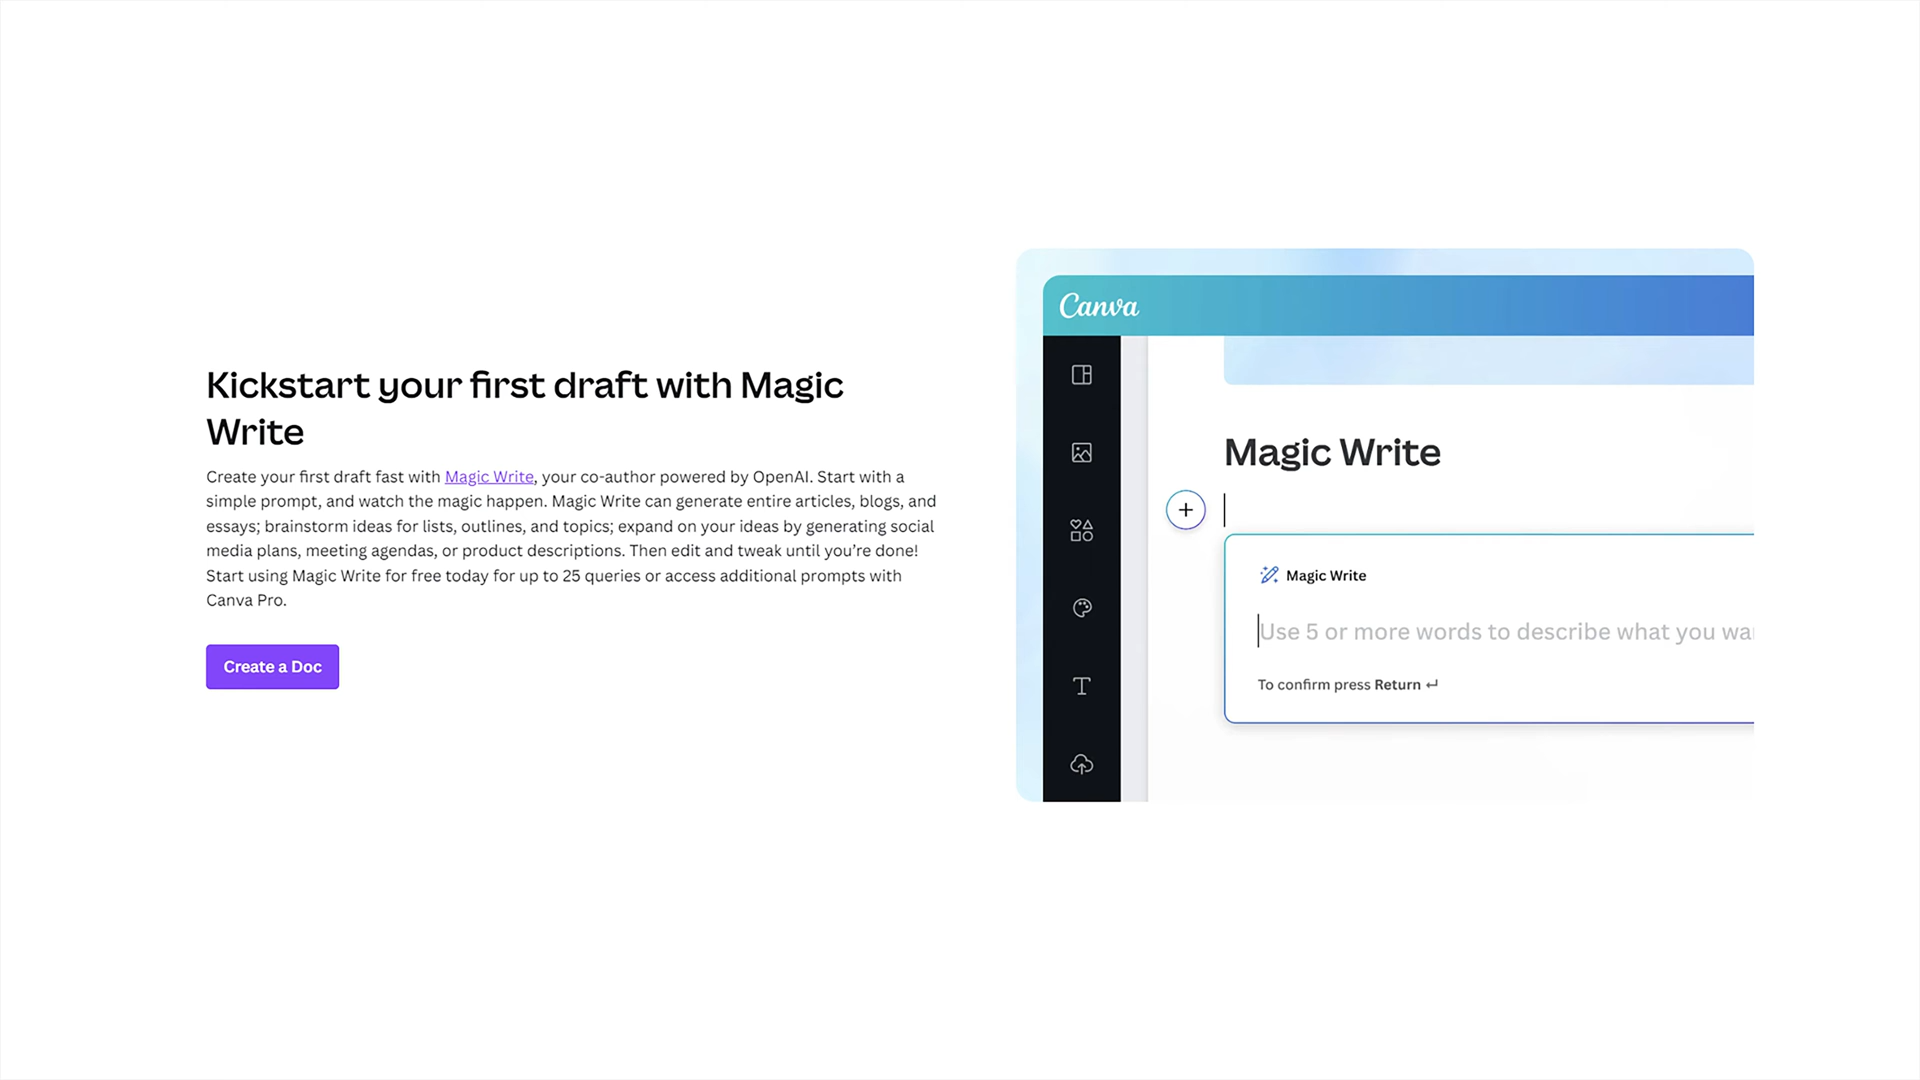 Kickstart your first draft with Magic
Write
Create your first draft fast with Magic Write, your co-author powered by OpenAI. Start with a
simple prompt, and watch the magic happen. Magic Write can generate entire articles, blogs, and
essays; brainstorm ideas for lists, outlines, and topics; expand on your ideas by generating social
media plans, meeting agendas, or product descriptions. Then edit and tweak until you’re done!
Start using Magic Write for free today for up to 25 queries or access additional prompts with
Canva Pro.
Create a Doc
Canva
Magic Write
Magic Write
Use 5 or more words to describe what you
To confirm press Return ↵